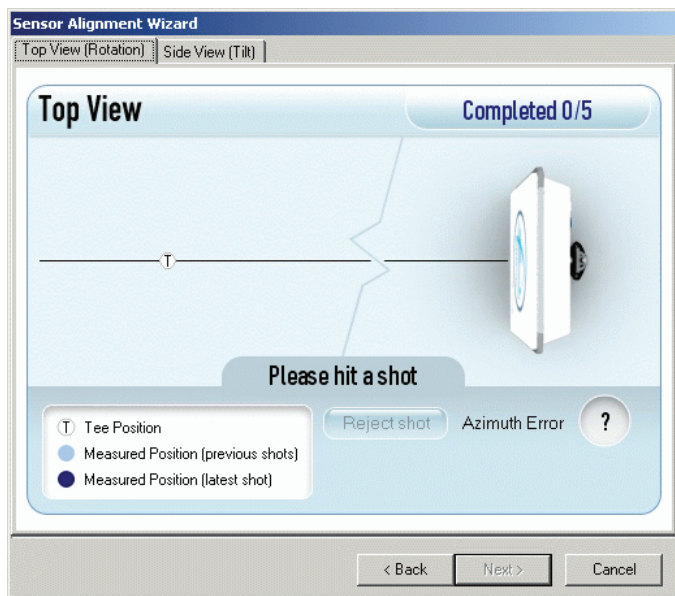 Sensor Alignment Wizard
Top View (Rotation) Side View (Tilt)
Top View Completed 0/5
T
Please hit a shot
T Tee Position
Measured Position (previous shots)
Measured Position (latest shot)
Reject shot Azimuth Error ?
< Back Next > Cancel